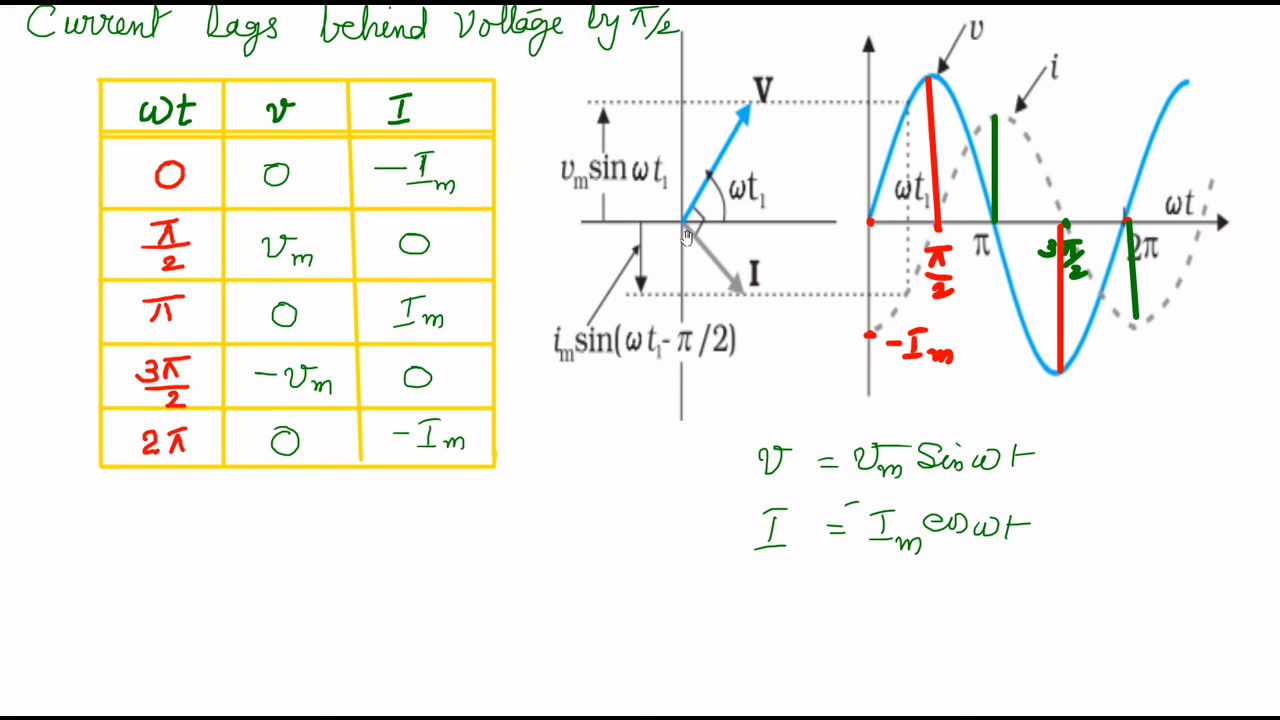 Current lags behind voltage by π/2
ωt v I
0 0 -Im
π/2 vm 0
π 0 Im
3π/2 -vm 0
2π 0 -Im
V
vm sin ωt1
ωt1
I
im sin(ωt1-π/2)
v
i
ωt1
π/2
π
3π/2
2π
ωt
-Im
v = vm Sin ωt
I = -Im cos ωt